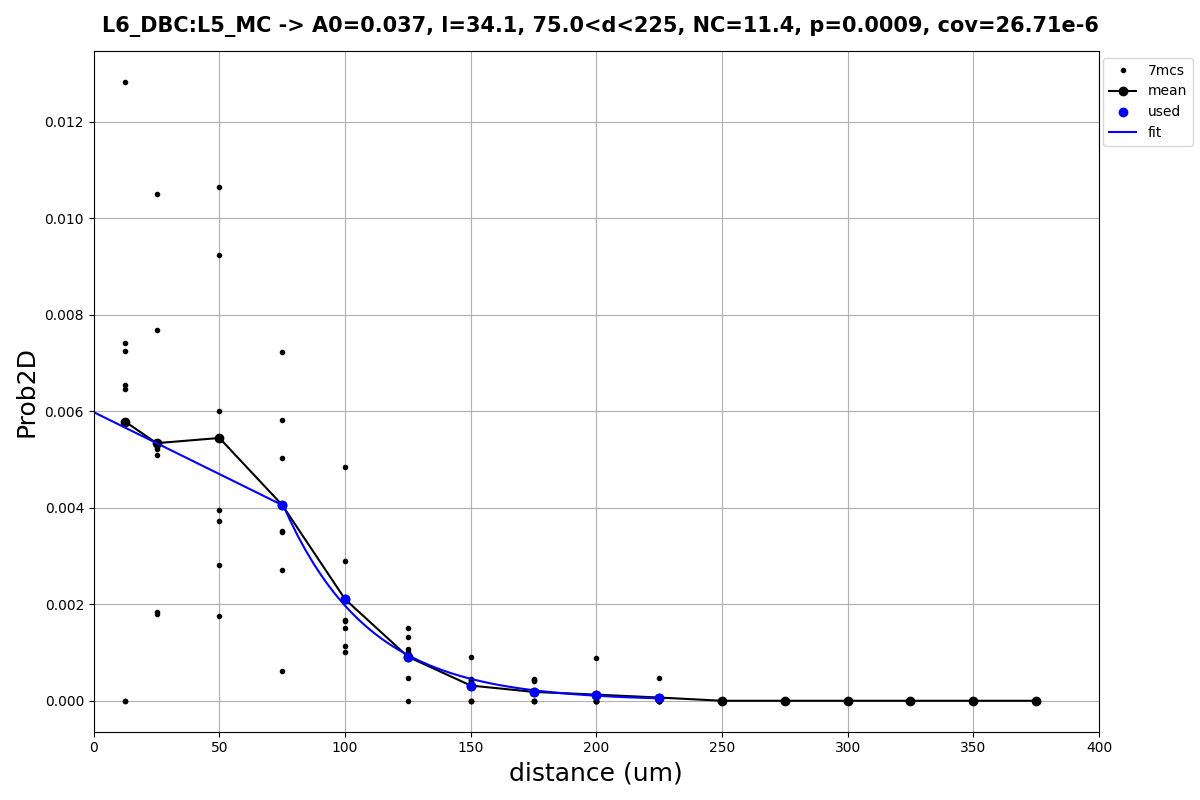 L6_DBC:L5_MC -> A0=0.037, l=34.1, 75.0<d<225, NC=11.4, p=0.0009, cov=26.71e-6
7mcs
mean
used
fit
Prob2D
0.012
0.010
0.008
0.006
0.004
0.002
0.000
0 50 100 150 200 250 300 350 400
distance (um)